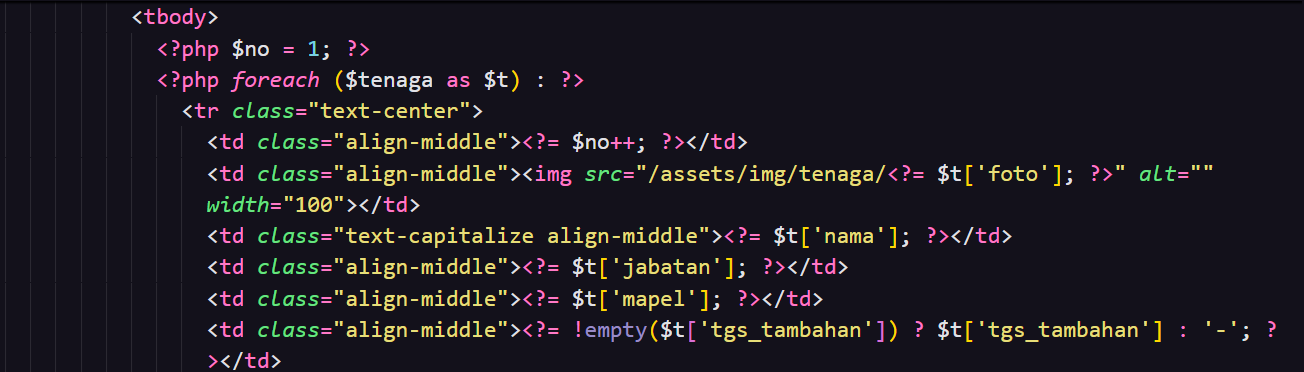 <tbody>
<?php $no = 1; ?>
<?php foreach ($tenaga as $t) : ?>
<tr class="text-center">
<td class="align-middle"><?= $no++; ?></td>
<td class="align-middle"><img src="/assets/img/tenaga/<?= $t['foto']; ?>" alt=""
width="100"></td>
<td class="text-capitalize align-middle"><?= $t['nama']; ?></td>
<td class="align-middle"><?= $t['jabatan']; ?></td>
<td class="align-middle"><?= $t['mapel']; ?></td>
<td class="align-middle"><?= !empty($t['tgs_tambahan']) ? $t['tgs_tambahan'] : '-'; ?
></td>